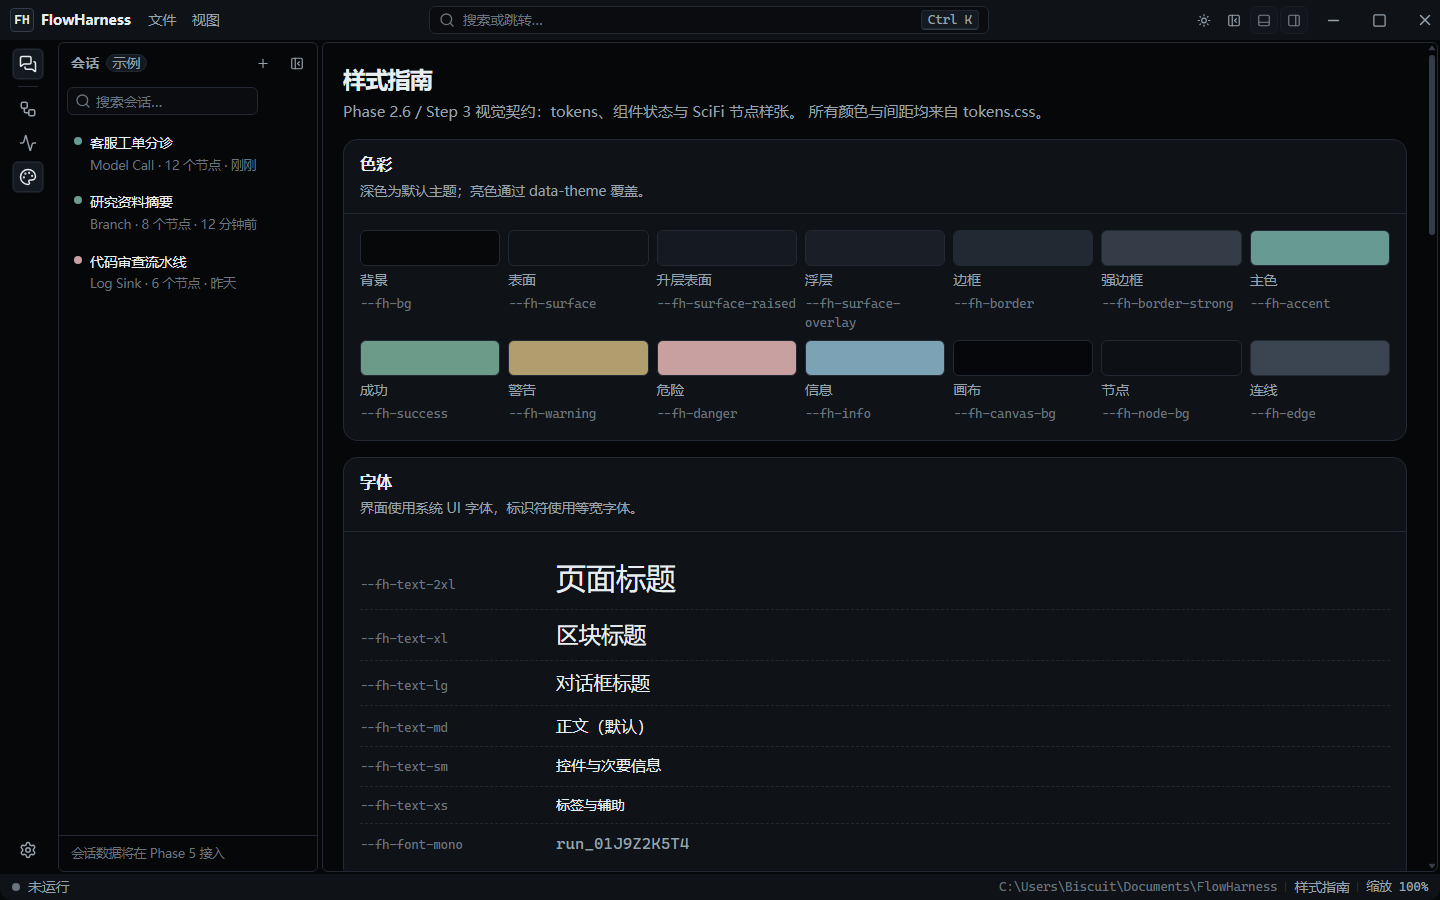 FH FlowHarness 文件 视图 搜索或跳转... Ctrl K
会话 示例
搜索会话...
客服工单分诊
Model Call · 12 个节点 · 刚刚
研究资料摘要
Branch · 8 个节点 · 12 分钟前
代码审查流水线
Log Sink · 6 个节点 · 昨天
会话数据将在 Phase 5 接入
样式指南
Phase 2.6 / Step 3 视觉契约：tokens、组件状态与 SciFi 节点样张。 所有颜色与间距均来自 tokens.css。
色彩
深色为默认主题；亮色通过 data-theme 覆盖。
背景 表面 升层表面 浮层 边框 强边框 主色
--fh-bg --fh-surface --fh-surface-raised --fh-surface-overlay --fh-border --fh-border-strong --fh-accent
成功 警告 危险 信息 画布 节点 连线
--fh-success --fh-warning --fh-danger --fh-info --fh-canvas-bg --fh-node-bg --fh-edge
字体
界面使用系统 UI 字体，标识符使用等宽字体。
--fh-text-2xl 页面标题
--fh-text-xl 区块标题
--fh-text-lg 对话框标题
--fh-text-md 正文（默认）
--fh-text-sm 控件与次要信息
--fh-text-xs 标签与辅助
--fh-font-mono run_01J9Z2K5T4
未运行 C:\Users\Biscuit\Documents\FlowHarness 样式指南 缩放 100%